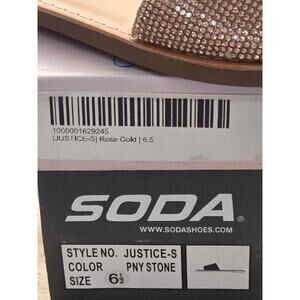 1000001629245
[JUSTICE-S] Rose Gold | 6.5
SODA®
WWW.SODASHOES.COM
STYLE NO. JUSTICE-S
COLOR PNY STONE
SIZE 6½